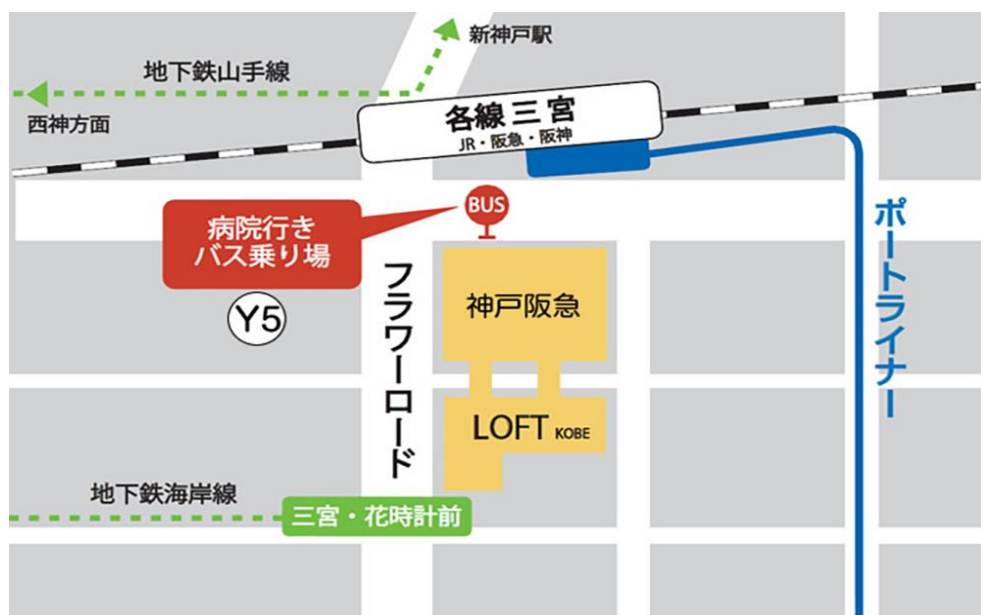 新神戸駅
地下鉄山手線
西神方面
各線三宮
JR・阪急・阪神
BUS
病院行き
バス乗り場
Y5
フラワーロード
神戸阪急
ポートライナー
LOFT KOBE
地下鉄海岸線
三宮・花時計前